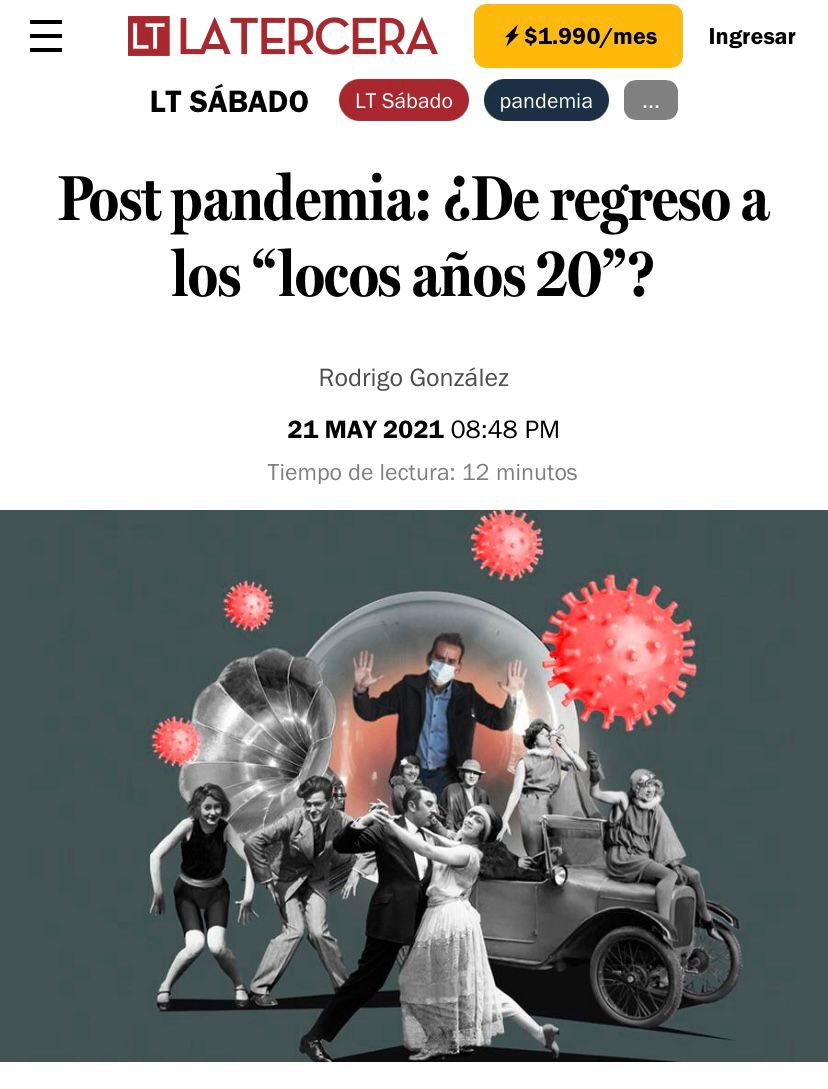 LT LATERCERA
$1.990/mes
Ingresar
LT SÁBADO
LT Sábado
pandemia
...
Post pandemia: ¿De regreso a
los “locos años 20”?
Rodrigo González
21 MAY 2021 08:48 PM
Tiempo de lectura: 12 minutos